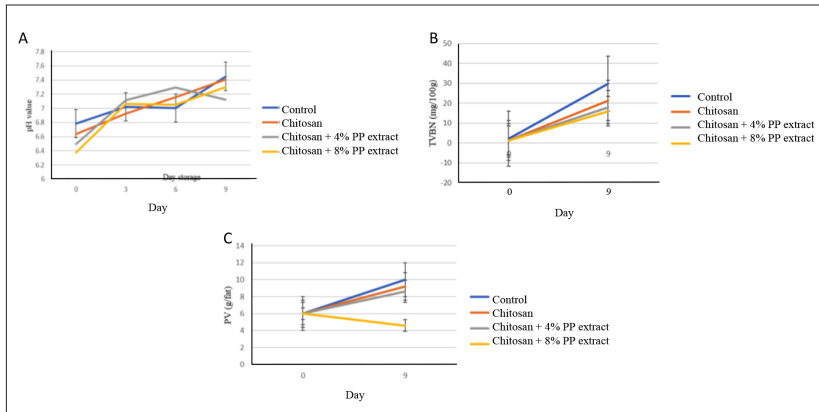 A
7.8
7.6
7.4
7.2
7
6.8
6.6
6.4
6.2
6
pH value
Day storage
0 3 6 9
Day
Control
Chitosan
Chitosan + 4% PP extract
Chitosan + 8% PP extract
B
50
40
30
20
10
0
-10
-20
TVBN (mg/100g)
0 9
0 9
Day
Control
Chitosan
Chitosan + 4% PP extract
Chitosan + 8% PP extract
C
14
12
10
8
6
4
2
0
PV (g/fat)
0 9
Day
Control
Chitosan
Chitosan + 4% PP extract
Chitosan + 8% PP extract